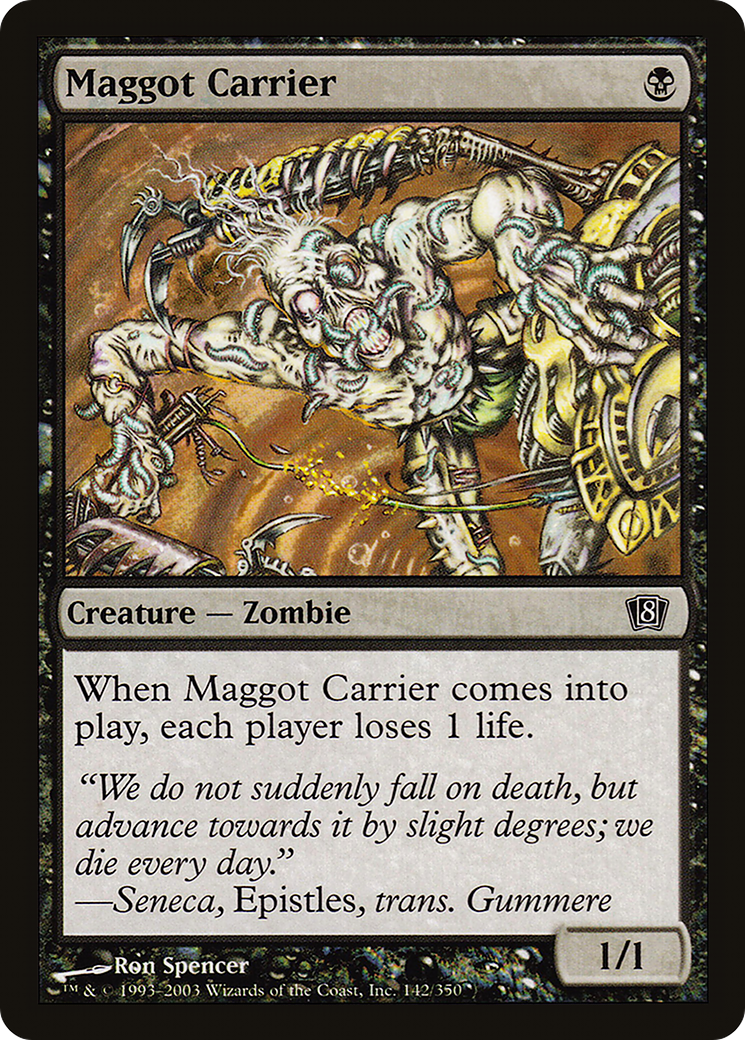 Maggot Carrier
Creature — Zombie
8
When Maggot Carrier comes into
play, each player loses 1 life.
“We do not suddenly fall on death, but
advance towards it by slight degrees; we
die every day.”
—Seneca, Epistles, trans. Gummere
1/1
Ron Spencer
™ & © 1993–2003 Wizards of the Coast, Inc. 142/350